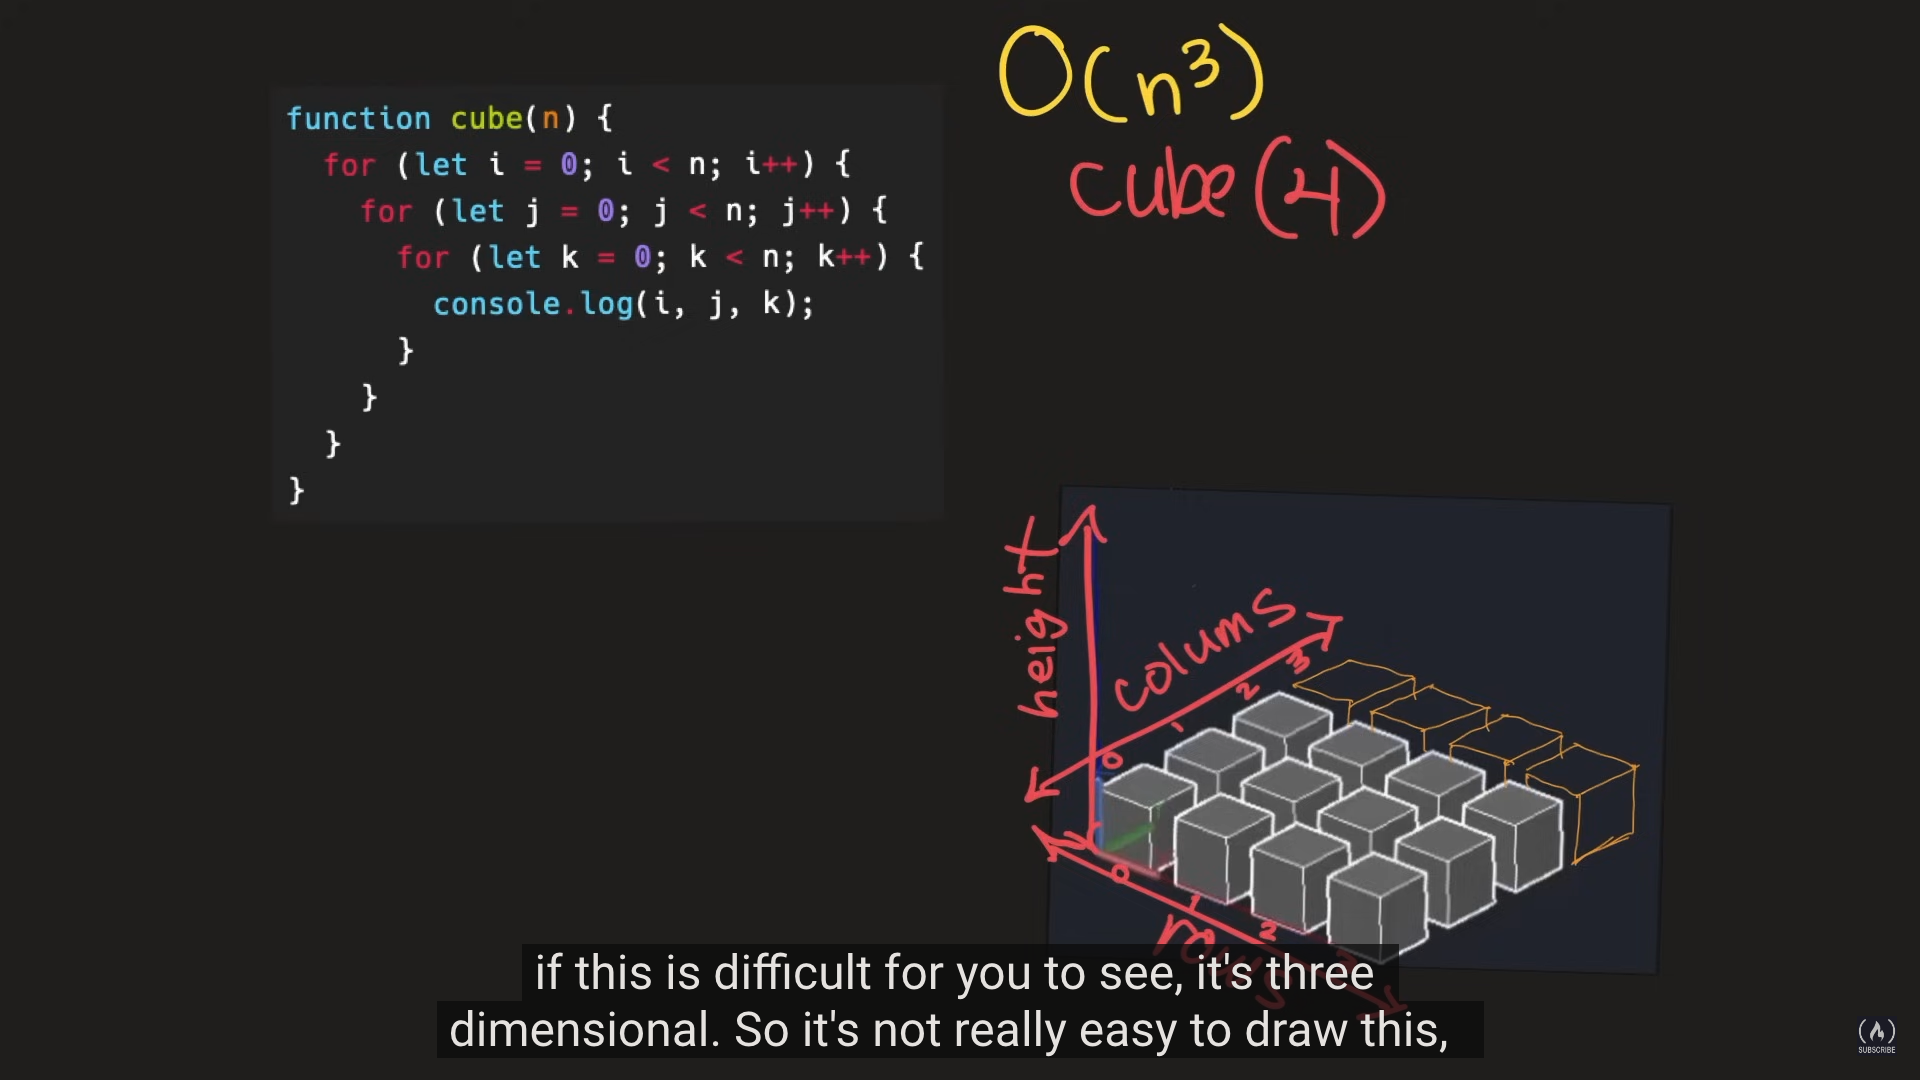 function cube(n) {
for (let i = 0; i < n; i++) {
for (let j = 0; j < n; j++) {
for (let k = 0; k < n; k++) {
console.log(i, j, k);
}
}
}
}
O(n³)
cube(4)
height
colums
0 1 2 3
0 1 2 3
rows
if this is difficult for you to see, it's three
dimensional. So it's not really easy to draw this,
SUBSCRIBE